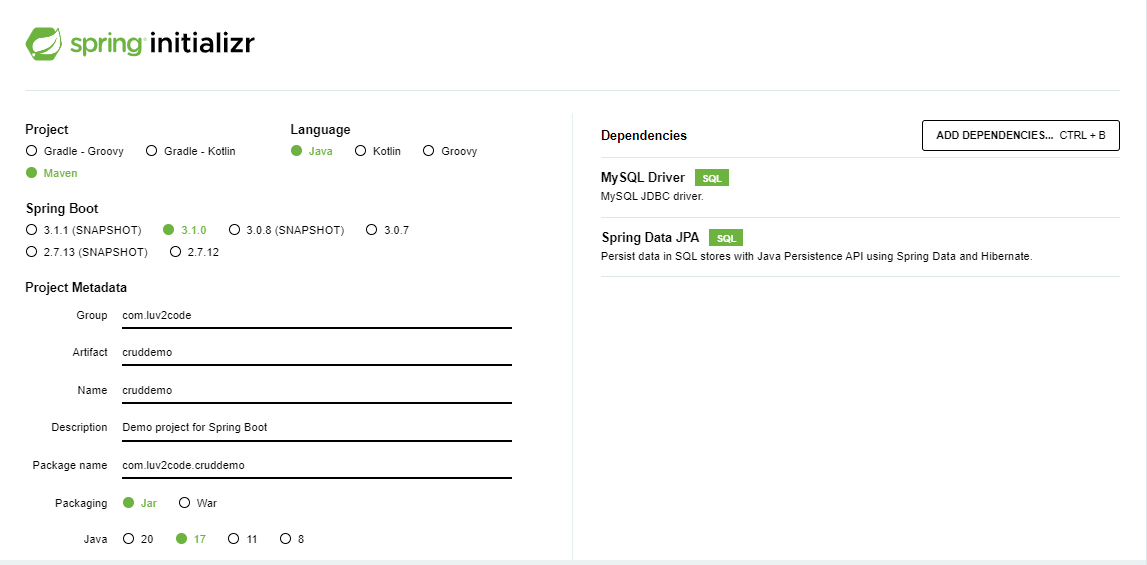 spring initializr
Project
Gradle - Groovy Gradle - Kotlin
Maven
Language
Java Kotlin Groovy
Spring Boot
3.1.1 (SNAPSHOT) 3.1.0 3.0.8 (SNAPSHOT) 3.0.7
2.7.13 (SNAPSHOT) 2.7.12
Project Metadata
Group com.luv2code
Artifact cruddemo
Name cruddemo
Description Demo project for Spring Boot
Package name com.luv2code.cruddemo
Packaging Jar War
Java 20 17 11 8
Dependencies ADD DEPENDENCIES... CTRL + B
MySQL Driver SQL
MySQL JDBC driver.
Spring Data JPA SQL
Persist data in SQL stores with Java Persistence API using Spring Data and Hibernate.